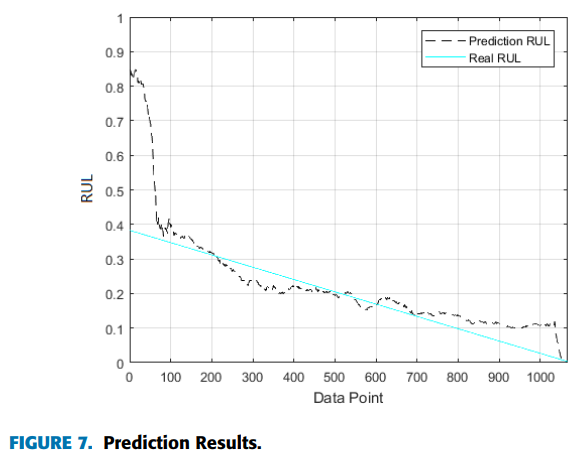 1
0.9
0.8
0.7
0.6
0.5
0.4
0.3
0.2
0.1
0
RUL
Prediction RUL
Real RUL
0 100 200 300 400 500 600 700 800 900 1000
Data Point
FIGURE 7. Prediction Results.